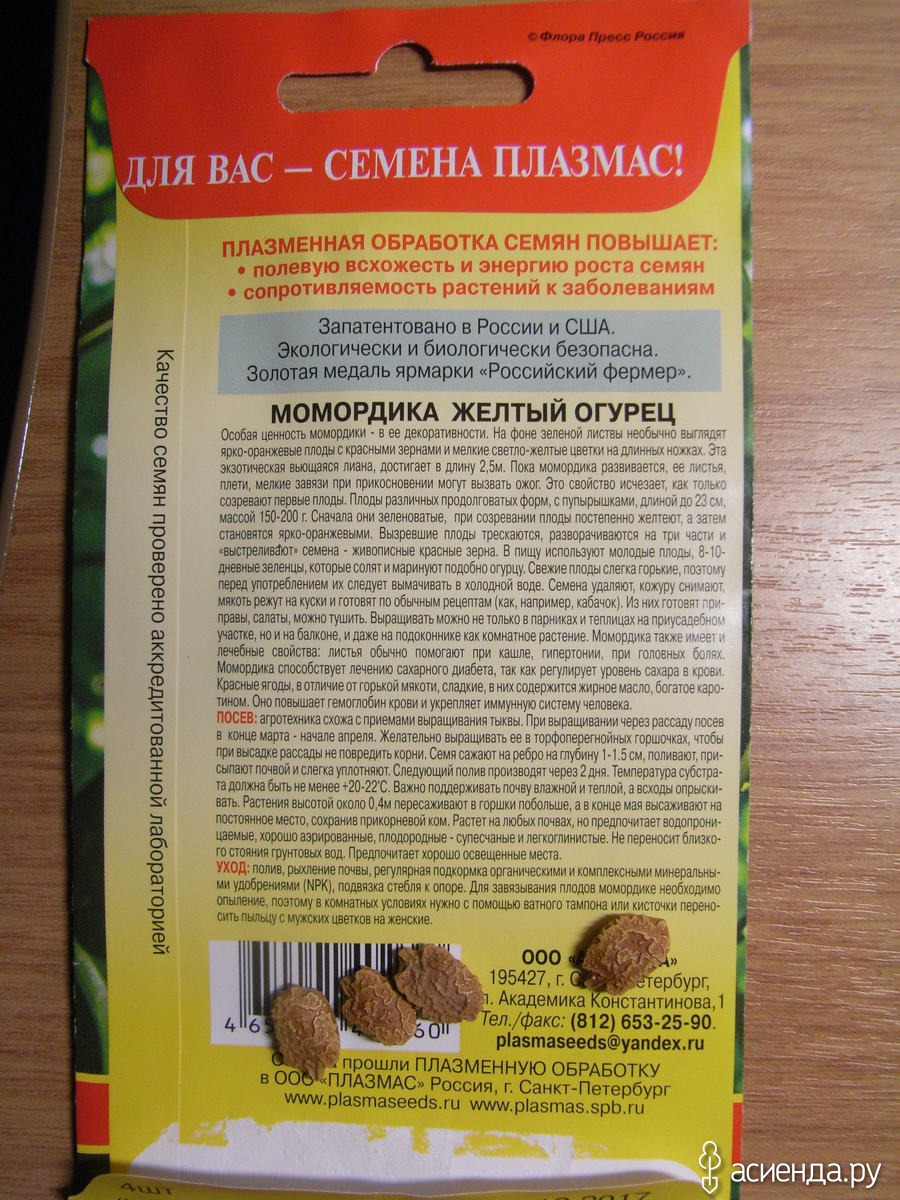 © Флора Пресс Россия
ДЛЯ ВАС – СЕМЕНА ПЛАЗМАС!
ПЛАЗМЕННАЯ ОБРАБОТКА СЕМЯН ПОВЫШАЕТ:
• полевую всхожесть и энергию роста семян
• сопротивляемость растений к заболеваниям
Запатентовано в России и США.
Экологически и биологически безопасна.
Золотая медаль ярмарки «Российский фермер».
МОМОРДИКА ЖЕЛТЫЙ ОГУРЕЦ
Особая ценность момордики - в ее декоративности. На фоне зеленой листвы необычно выглядят
ярко-оранжевые плоды с красными зернами и мелкие светло-желтые цветки на длинных ножках. Эта
экзотическая вьющаяся лиана, достигает в длину 2,5м. Пока момордика развивается, ее листья,
плети, мелкие завязи при прикосновении могут вызвать ожог. Это свойство исчезает, как только
созревают первые плоды. Плоды различных продолговатых форм, с пупырышками, длиной до 23 см,
массой 150-200 г. Сначала они зеленоватые, при созревании плоды постепенно желтеют, а затем
становятся ярко-оранжевыми. Вызревшие плоды трескаются, разворачиваются на три части и
«выстреливают» семена - живописные красные зерна. В пищу используют молодые плоды, 8-10-
дневные зеленцы, которые солят и маринуют подобно огурцу. Свежие плоды слегка горькие, поэтому
перед употреблением их следует вымачивать в холодной воде. Семена удаляют, кожуру снимают,
мякоть режут на куски и готовят по обычным рецептам (как, например, кабачок). Из них готовят при-
правы, салаты, можно тушить. Выращивать можно не только в парниках и теплицах на приусадебном
участке, но и на балконе, и даже на подоконнике как комнатное растение. Момордика также имеет и
лечебные свойства: листья обычно помогают при кашле, гипертонии, при головных болях.
Момордика способствует лечению сахарного диабета, так как регулирует уровень сахара в крови.
Красные ягоды, в отличие от горькой мякоти, сладкие, в них содержится жирное масло, богатое каро-
тином. Оно повышает гемоглобин крови и укрепляет иммунную систему человека.
ПОСЕВ: агротехника схожа с приемами выращивания тыквы. При выращивании через рассаду посев
в конце марта - начале апреля. Желательно выращивать ее в торфоперегнойных горшочках, чтобы
при высадке рассады не повредить корни. Семя сажают на ребро на глубину 1-1.5 см, поливают, при-
сыпают почвой и слегка уплотняют. Следующий полив производят через 2 дня. Температура субстра-
та должна быть не менее +20-22°С. Важно поддерживать почву влажной и теплой, а всходы опрыски-
вать. Растения высотой около 0,4м пересаживают в горшки побольше, а в конце мая высаживают на
постоянное место, сохранив прикорневой ком. Растет на любых почвах, но предпочитает водопрони-
цаемые, хорошо аэрированные, плодородные - супесчаные и легкоглинистые. Не переносит близко-
го стояния грунтовых вод. Предпочитает хорошо освещенные места.
УХОД: полив, рыхление почвы, регулярная подкормка органическими и комплексными минеральны-
ми удобрениями (NPK), подвязка стебля к опоре. Для завязывания плодов момордике необходимо
опыление, поэтому в комнатных условиях нужно с помощью ватного тампона или кисточки перено-
сить пыльцу с мужских цветков на женские.
Качество семян проверено аккредитованной лабораторией
ООО
195427, г.
Академика Константинова,1
Тел./факс: (812) 653-25-90.
plasmaseeds@yandex.ru
прошли ПЛАЗМЕННУЮ ОБРАБОТКУ
в ООО «ПЛАЗМАС» Россия, г. Санкт-Петербург
www.plasmaseeds.ru www.plasmas.spb.ru
4шт
2017
асиенда.ру